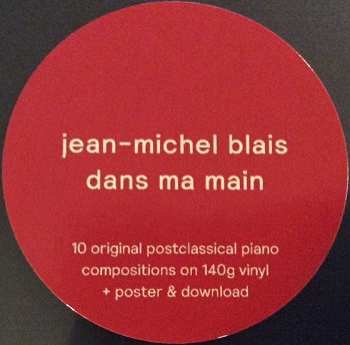 jean-michel blais
dans ma main
10 original postclassical piano
compositions on 140g vinyl
+ poster & download